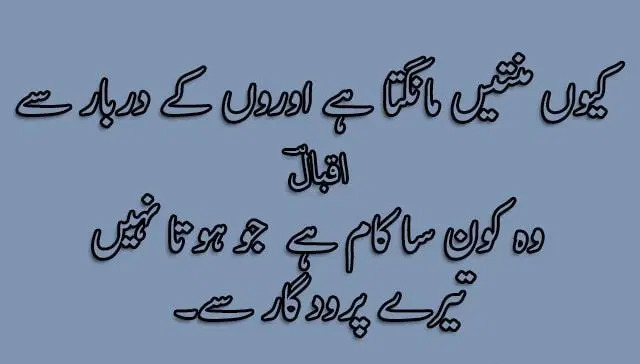 کیوں منتیں مانگتا ہے اوروں کے دربار سے
اقبالؔ
وہ کون سا کام ہے جو ہوتا نہیں
تیرے پرودگار سے۔